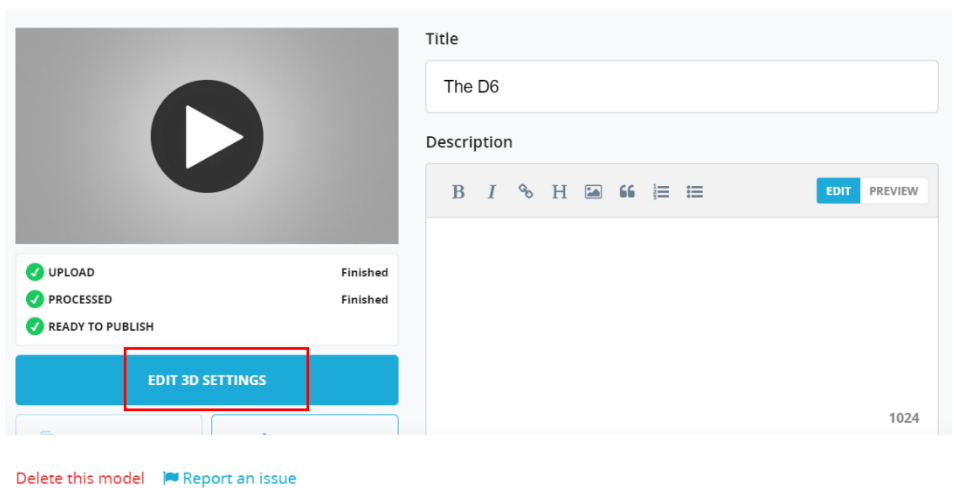 Title
The D6
Description
B I H EDIT PREVIEW
UPLOAD Finished
PROCESSED Finished
READY TO PUBLISH
EDIT 3D SETTINGS
1024
Delete this model Report an issue